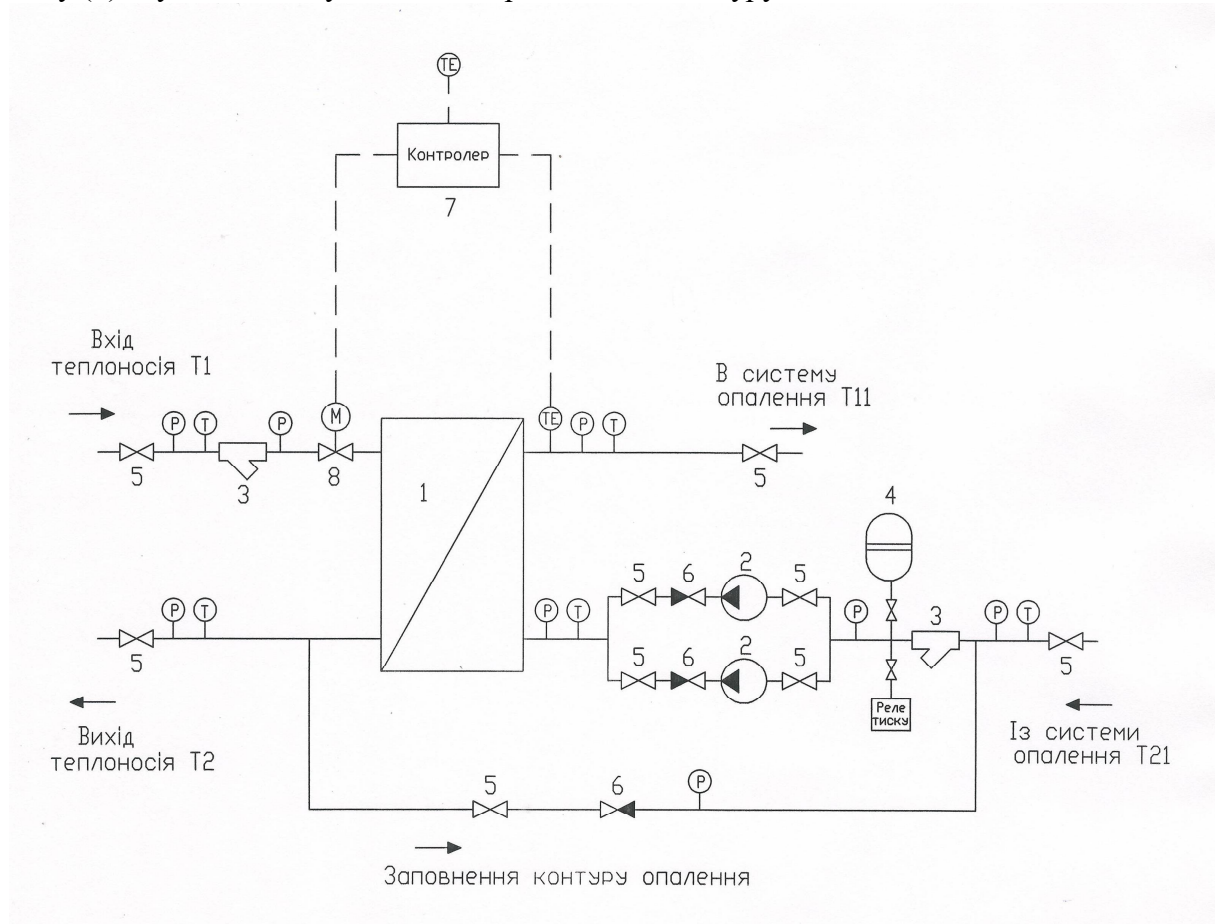 TE
Контролер
7
Вхід
теплоносія Т1
В систему
опалення Т11
P T P M
TE P T
5 3 8
5
1
4
5 6 2 5
P T
P T
P
3
P T
5
2
5 6 5
5
Реле
тиску
Вихід
теплоносія Т2
Із системи
опалення Т21
5 6 P
Заповнення контуру опалення